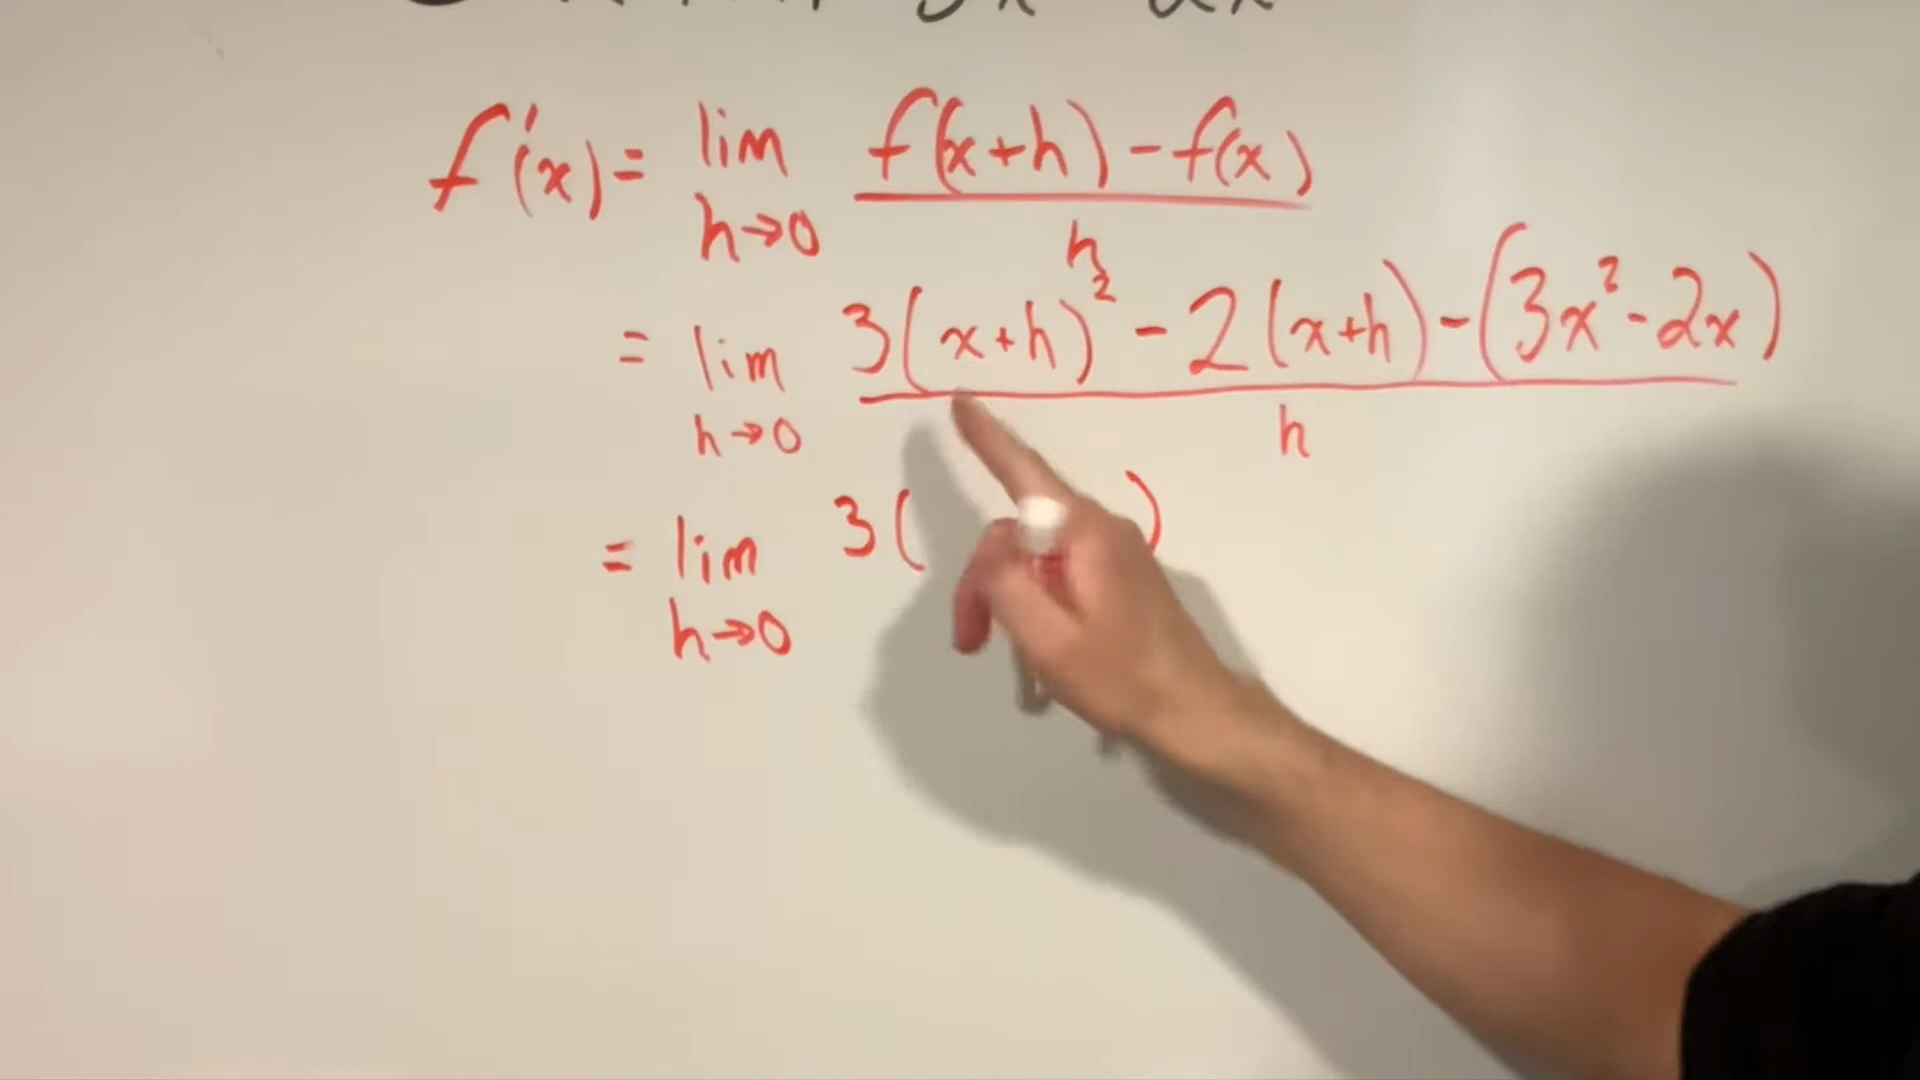 f'(x) = lim h→0 f(x+h) - f(x) / h
= lim h→0 3(x+h)² - 2(x+h) - (3x² - 2x) / h
= lim h→0 3( )